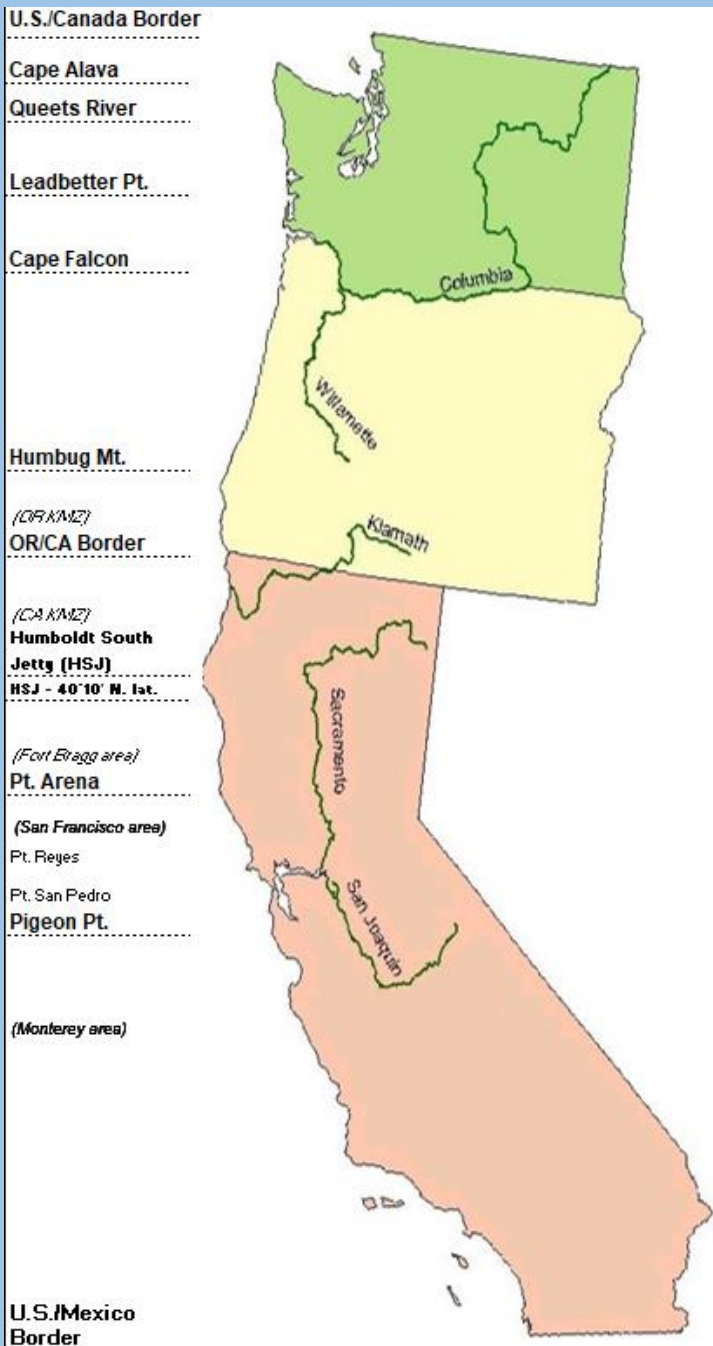 U.S./Canada Border
Cape Alava
Queets River
Leadbetter Pt.
Cape Falcon
Columbia
Willamette
Humbug Mt.
(OR KMZ)
OR/CA Border
Klamath
(CA KMZ)
Humboldt South
Jetty (HSJ)
HSJ - 40°10' N. lat.
Sacramento
(Fort Bragg area)
Pt. Arena
(San Francisco area)
Pt. Reyes
Pt. San Pedro
Pigeon Pt.
San Joaquin
(Monterey area)
U.S./Mexico
Border